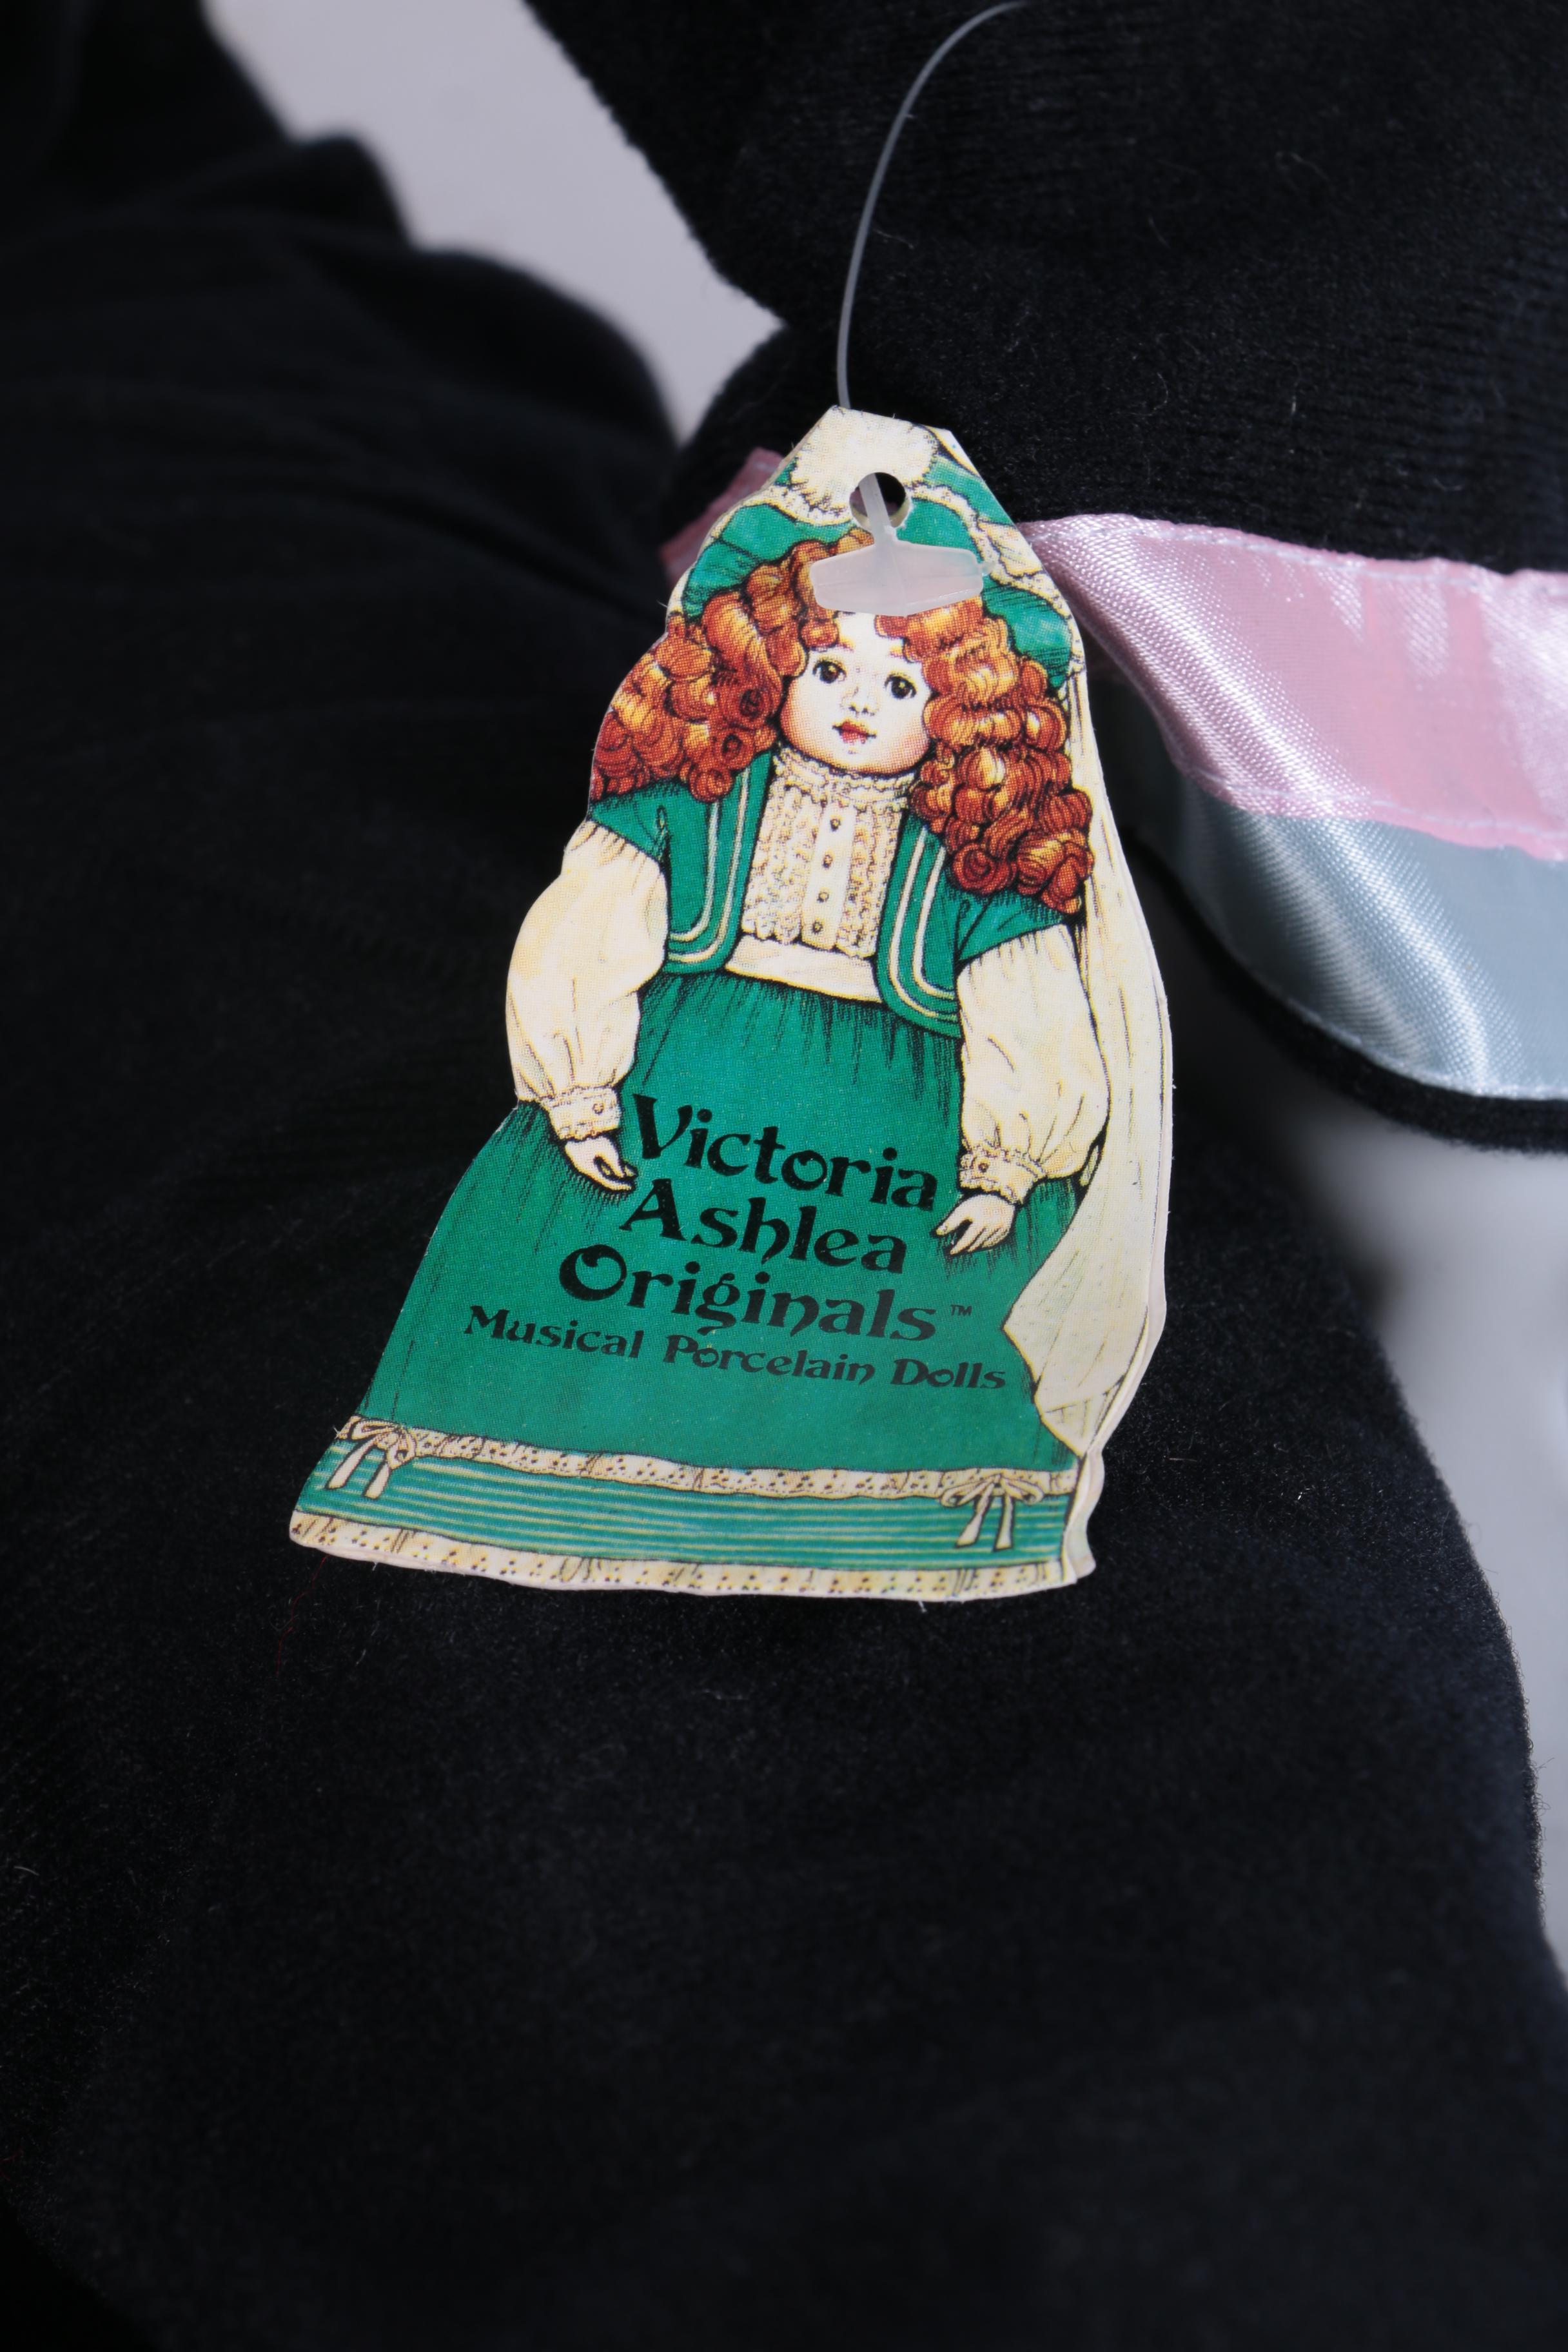 Victoria
Ashlea
Originals™
Musical Porcelain Dolls